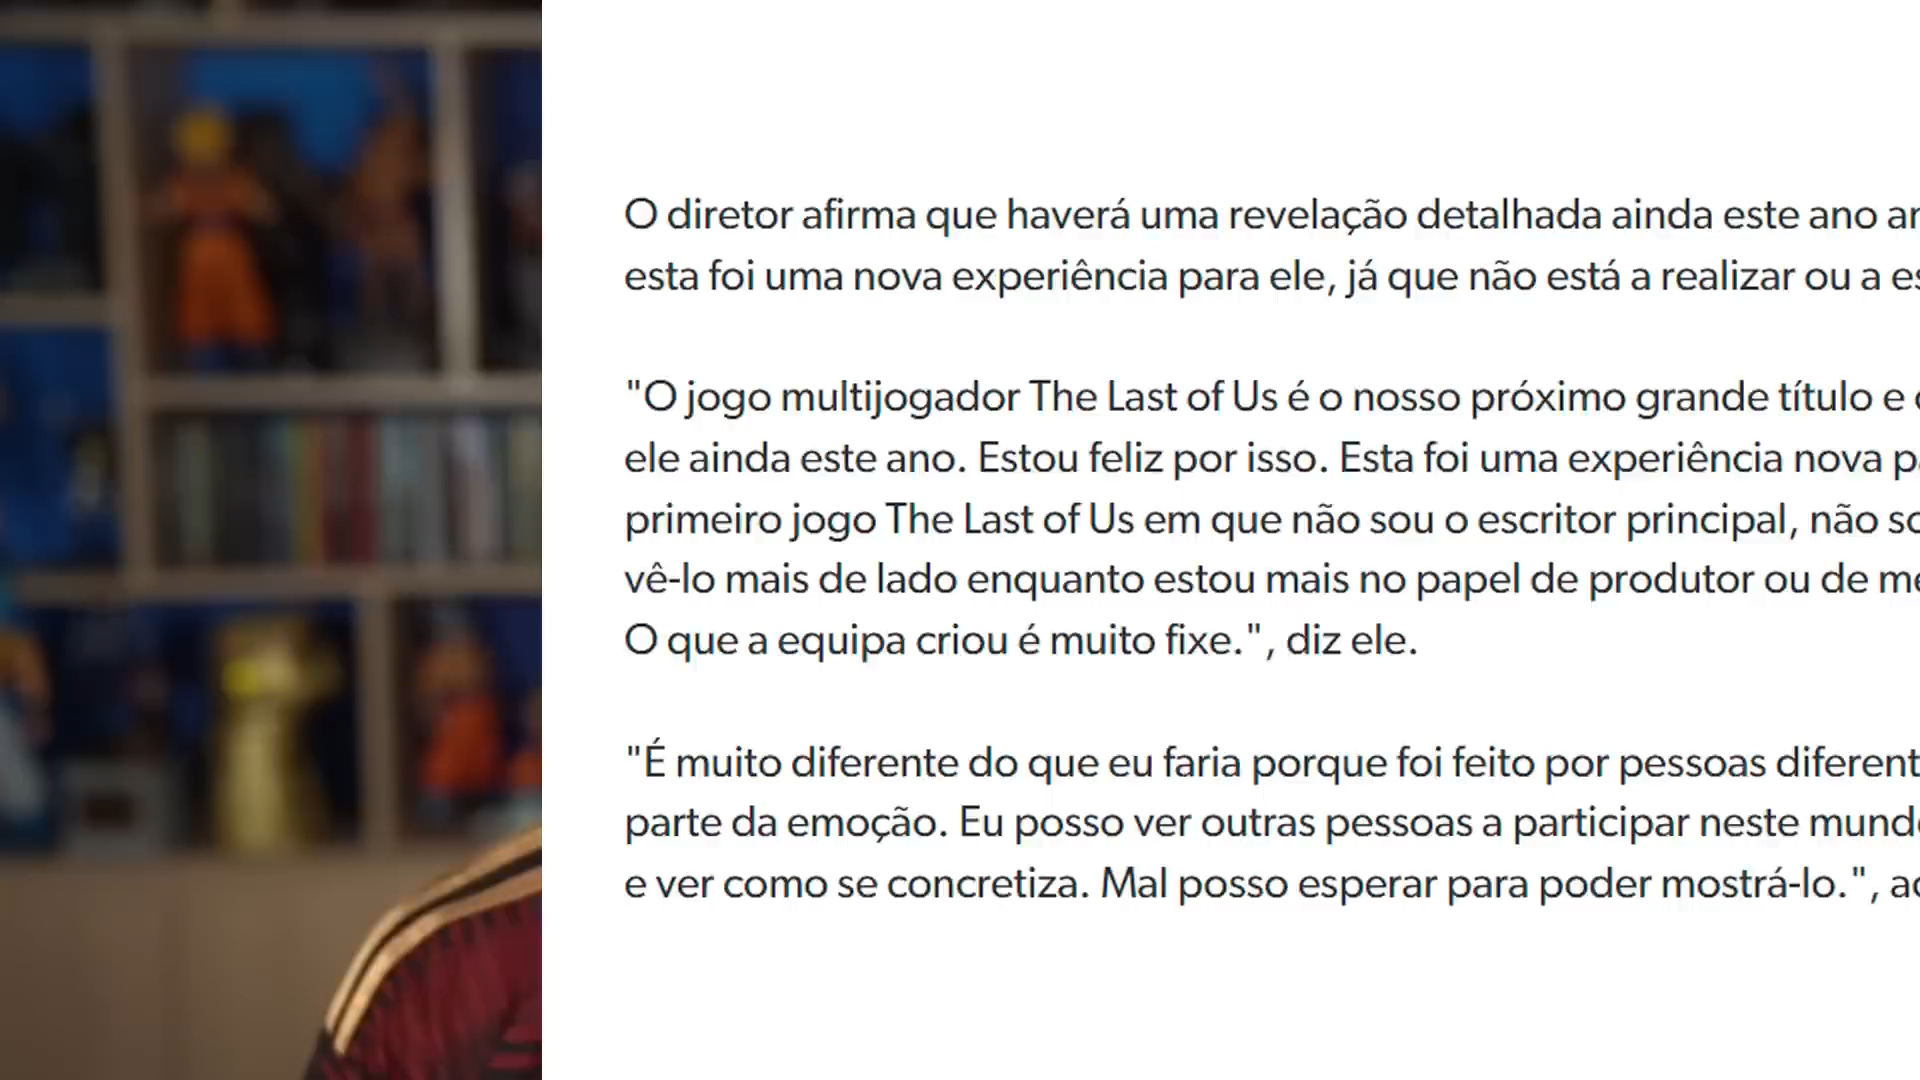 O diretor afirma que haverá uma revelação detalhada ainda este ano
esta foi uma nova experiência para ele, já que não está a realizar ou a
"O jogo multijogador The Last of Us é o nosso próximo grande título e
ele ainda este ano. Estou feliz por isso. Esta foi uma experiência nova
primeiro jogo The Last of Us em que não sou o escritor principal, não
vê-lo mais de lado enquanto estou mais no papel de produtor ou de
O que a equipa criou é muito fixe.", diz ele.
"É muito diferente do que eu faria porque foi feito por pessoas
parte da emoção. Eu posso ver outras pessoas a participar neste
e ver como se concretiza. Mal posso esperar para poder mostrá-lo.",